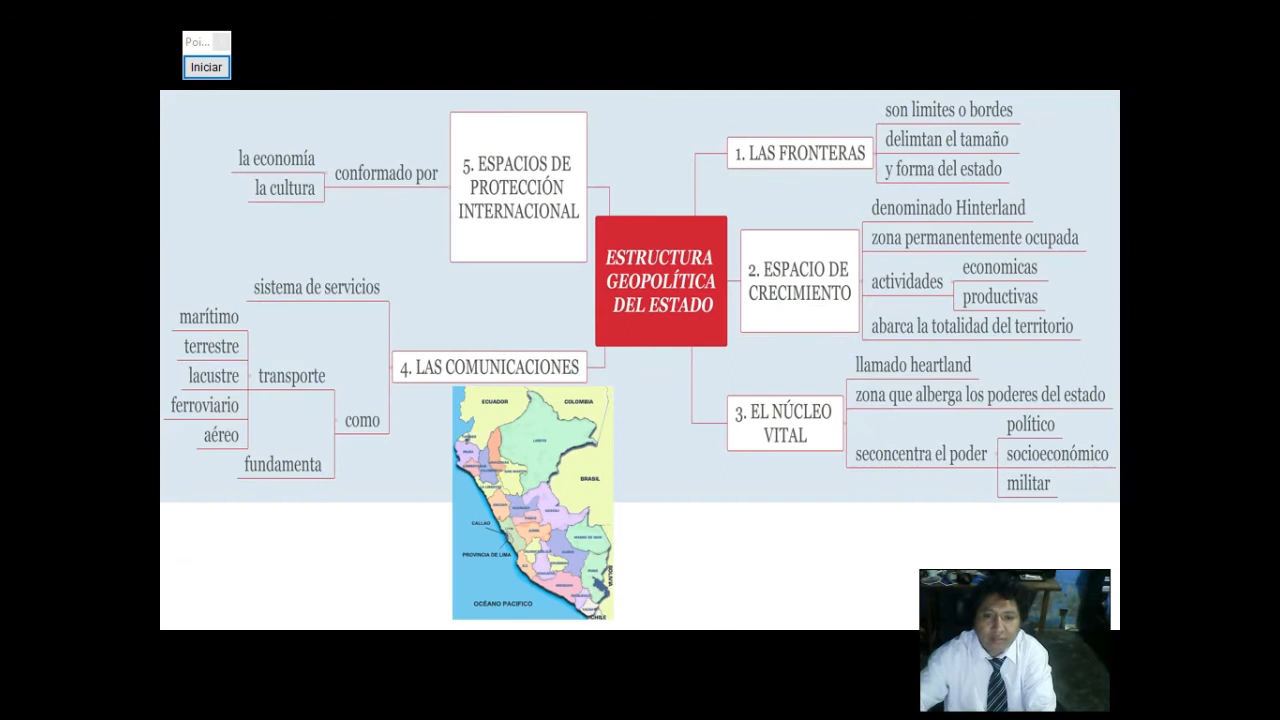 Poi...
Iniciar
ESTRUCTURA
GEOPOLÍTICA
DEL ESTADO
1. LAS FRONTERAS
son limites o bordes
delimtan el tamaño
y forma del estado
2. ESPACIO DE
CRECIMIENTO
denominado Hinterland
zona permanentemente ocupada
actividades
economicas
productivas
abarca la totalidad del territorio
3. EL NÚCLEO
VITAL
llamado heartland
zona que alberga los poderes del estado
seconcentra el poder
político
socioeconómico
militar
4. LAS COMUNICACIONES
sistema de servicios
como
transporte
marítimo
terrestre
lacustre
ferroviario
aéreo
fundamenta
5. ESPACIOS DE
PROTECCIÓN
INTERNACIONAL
conformado por
la economía
la cultura
ECUADOR
COLOMBIA
BRASIL
CALLAO
PROVINCIA DE LIMA
BOLIVIA
OCÉANO PACIFICO
CHILE